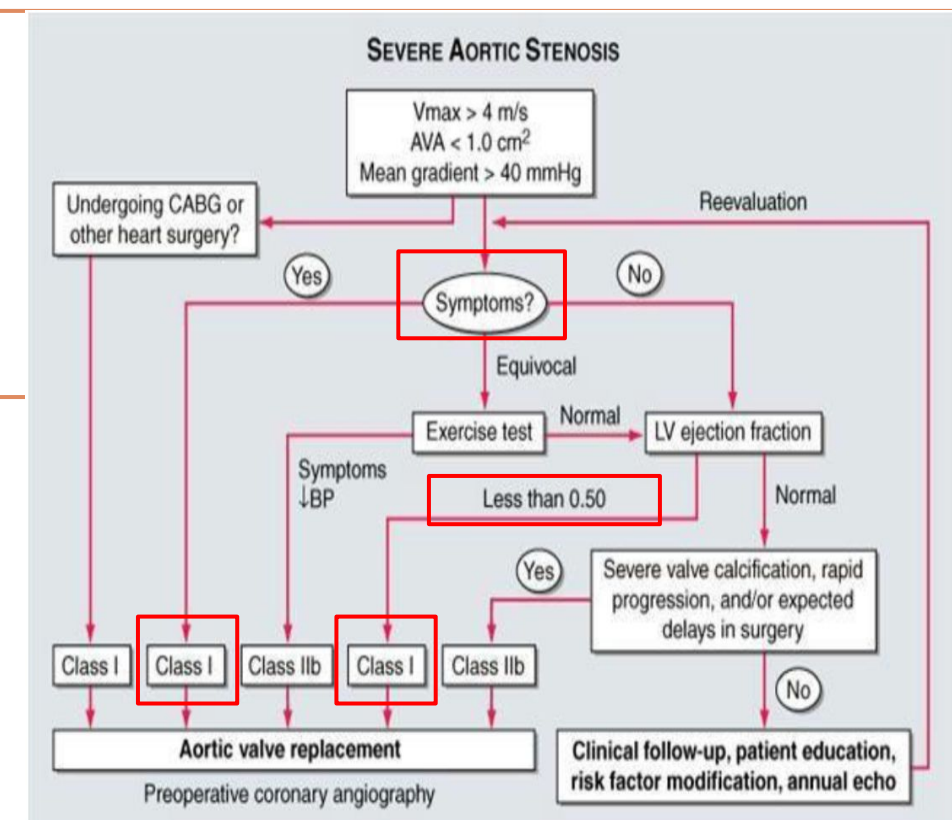 SEVERE AORTIC STENOSIS
Vmax > 4 m/s
AVA < 1.0 cm²
Mean gradient > 40 mmHg
Undergoing CABG or
other heart surgery?
Reevaluation
Yes
Symptoms?
No
Equivocal
Exercise test
Normal
LV ejection fraction
Symptoms
↓BP
Less than 0.50
Normal
Yes
Severe valve calcification, rapid
progression, and/or expected
delays in surgery
Class I
Class I
Class IIb
Class I
Class IIb
No
Aortic valve replacement
Preoperative coronary angiography
Clinical follow-up, patient education,
risk factor modification, annual echo